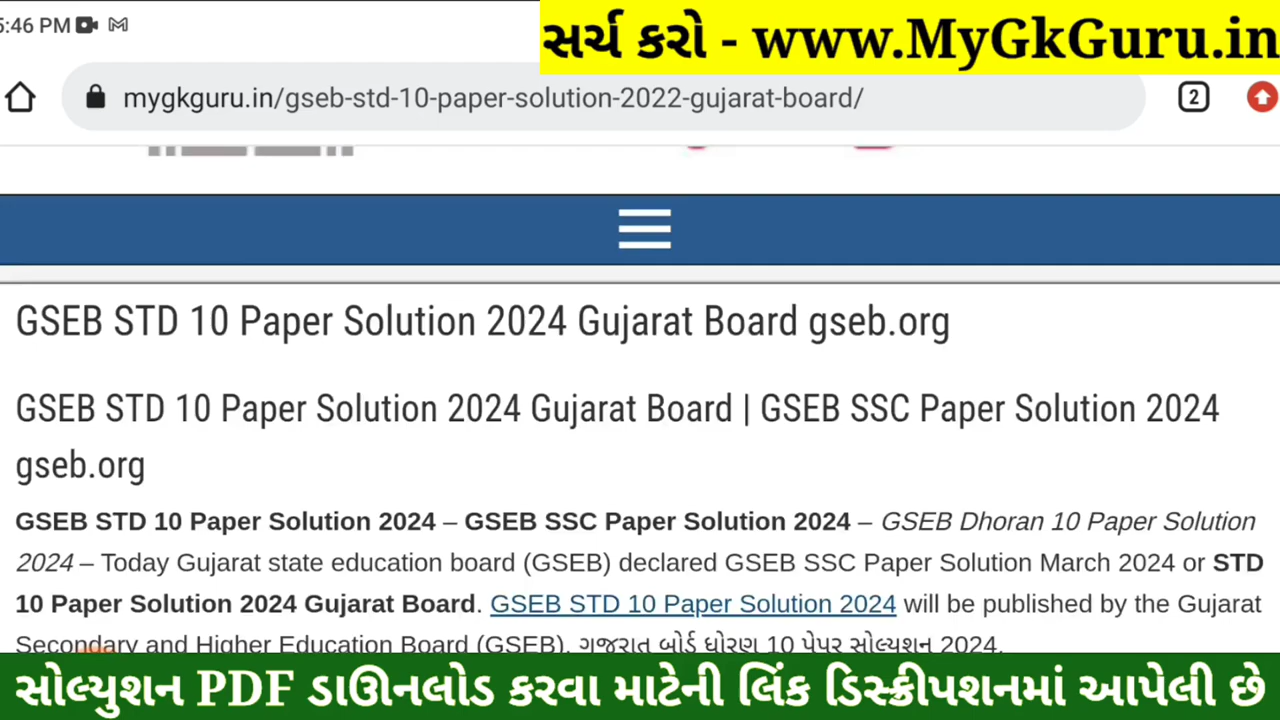 5:46 PM
સર્ચ કરો - www.MyGkGuru.in
mygkguru.in/gseb-std-10-paper-solution-2022-gujarat-board/
2
GSEB STD 10 Paper Solution 2024 Gujarat Board gseb.org
GSEB STD 10 Paper Solution 2024 Gujarat Board | GSEB SSC Paper Solution 2024
gseb.org
GSEB STD 10 Paper Solution 2024 – GSEB SSC Paper Solution 2024 – GSEB Dhoran 10 Paper Solution
2024 – Today Gujarat state education board (GSEB) declared GSEB SSC Paper Solution March 2024 or STD
10 Paper Solution 2024 Gujarat Board. GSEB STD 10 Paper Solution 2024 will be published by the Gujarat
Secondary and Higher Education Board (GSEB). ગુજરાત બોર્ડ ધોરણ 10 પેપર સોલ્યુશન 2024.
સોલ્યુશન PDF ડાઊનલોડ કરવા માટેની લિંક ડિસ્ક્રીપશનમાં આપેલી છે